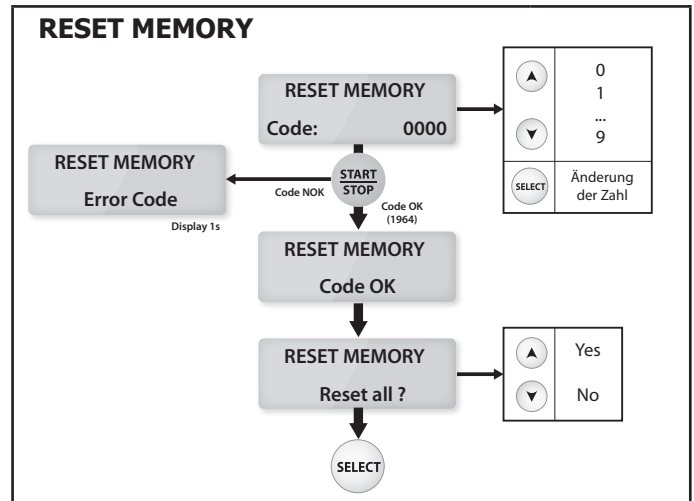 RESET MEMORY
RESET MEMORY
Code: 0000
0
1
...
9
SELECT
Änderung
der Zahl
RESET MEMORY
Error Code
Display 1s
Code NOK
START
STOP
Code OK
(1964)
RESET MEMORY
Code OK
RESET MEMORY
Reset all ?
Yes
No
SELECT